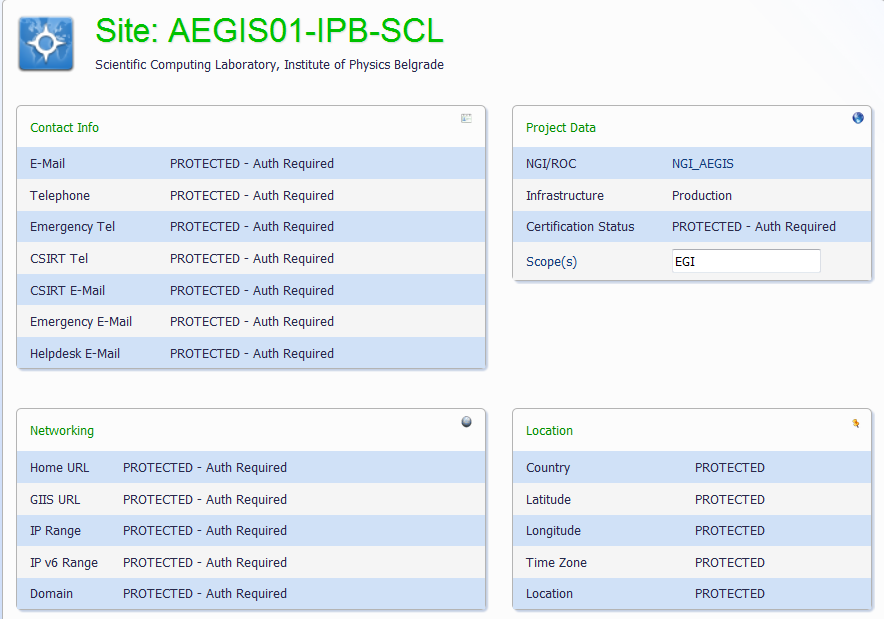 Site: AEGIS01-IPB-SCL
Scientific Computing Laboratory, Institute of Physics Belgrade
Contact Info
E-Mail PROTECTED - Auth Required
Telephone PROTECTED - Auth Required
Emergency Tel PROTECTED - Auth Required
CSIRT Tel PROTECTED - Auth Required
CSIRT E-Mail PROTECTED - Auth Required
Emergency E-Mail PROTECTED - Auth Required
Helpdesk E-Mail PROTECTED - Auth Required
Project Data
NGI/ROC NGI_AEGIS
Infrastructure Production
Certification Status PROTECTED - Auth Required
Scope(s) EGI
Networking
Home URL PROTECTED - Auth Required
GIIS URL PROTECTED - Auth Required
IP Range PROTECTED - Auth Required
IP v6 Range PROTECTED - Auth Required
Domain PROTECTED - Auth Required
Location
Country PROTECTED
Latitude PROTECTED
Longitude PROTECTED
Time Zone PROTECTED
Location PROTECTED